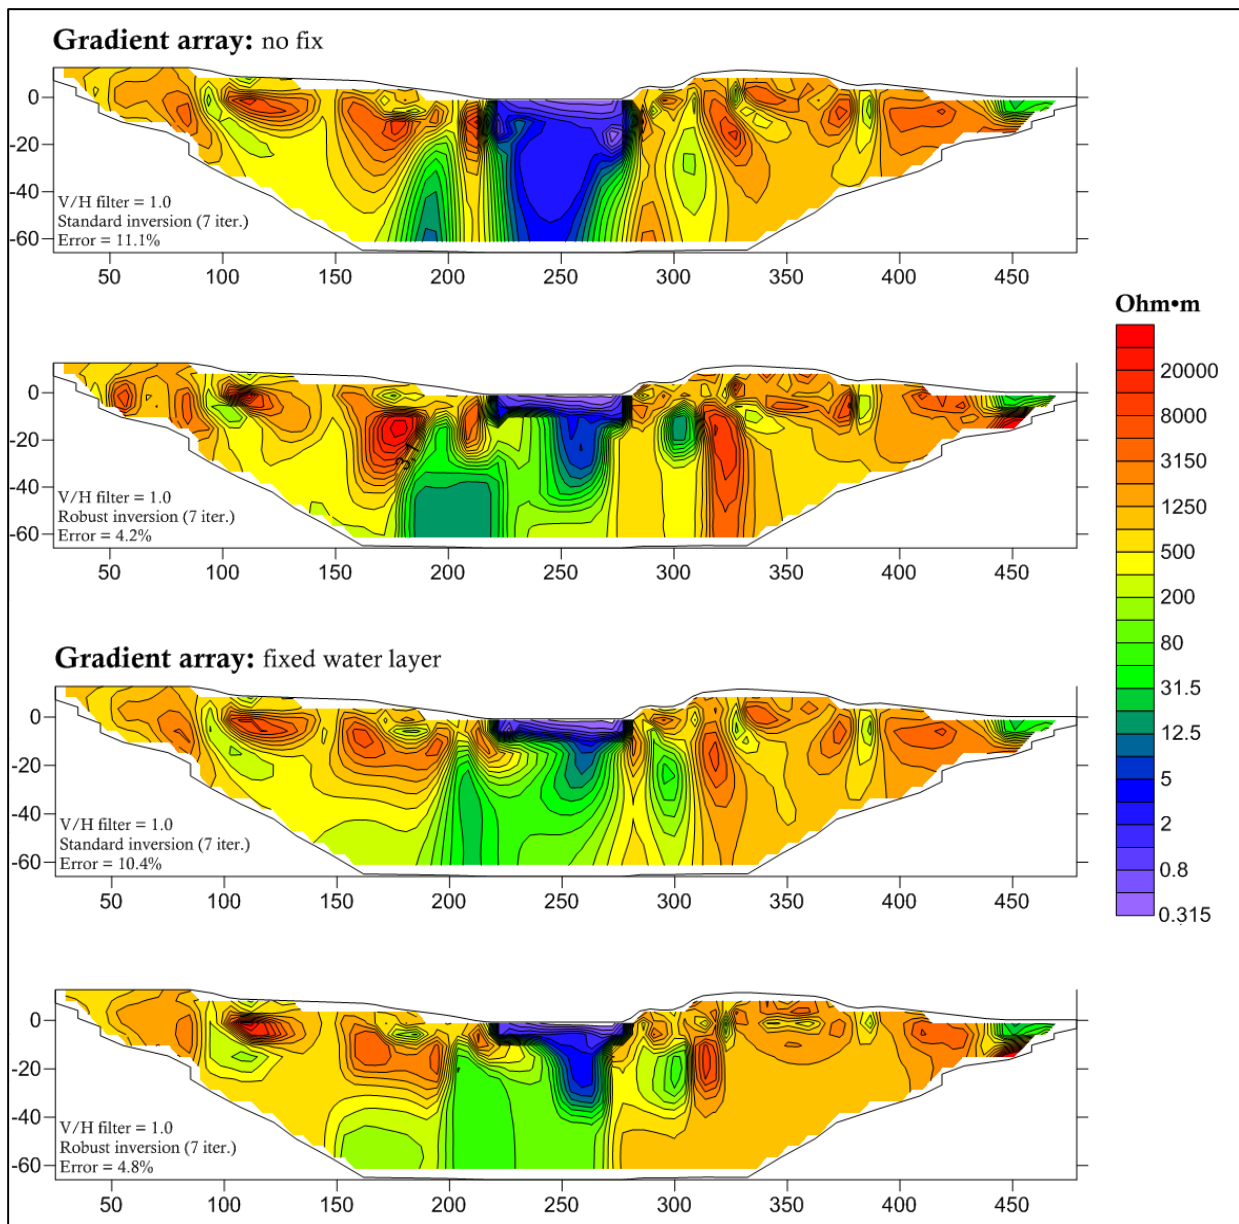 Gradient array: no fix
0
-20
-40
-60
V/H filter = 1.0
Standard inversion (7 iter.)
Error = 11.1%
50 100 150 200 250 300 350 400 450
0
-20
-40
-60
3,1
V/H filter = 1.0
Robust inversion (7 iter.)
Error = 4.2%
50 100 150 200 250 300 350 400 450
Gradient array: fixed water layer
0
-20
-40
-60
V/H filter = 1.0
Standard inversion (7 iter.)
Error = 10.4%
50 100 150 200 250 300 350 400 450
0
-20
-40
-60
V/H filter = 1.0
Robust inversion (7 iter.)
Error = 4.8%
50 100 150 200 250 300 350 400 450
Ohm•m
20000
8000
3150
1250
500
200
80
31.5
12.5
5
2
0.8
0.315